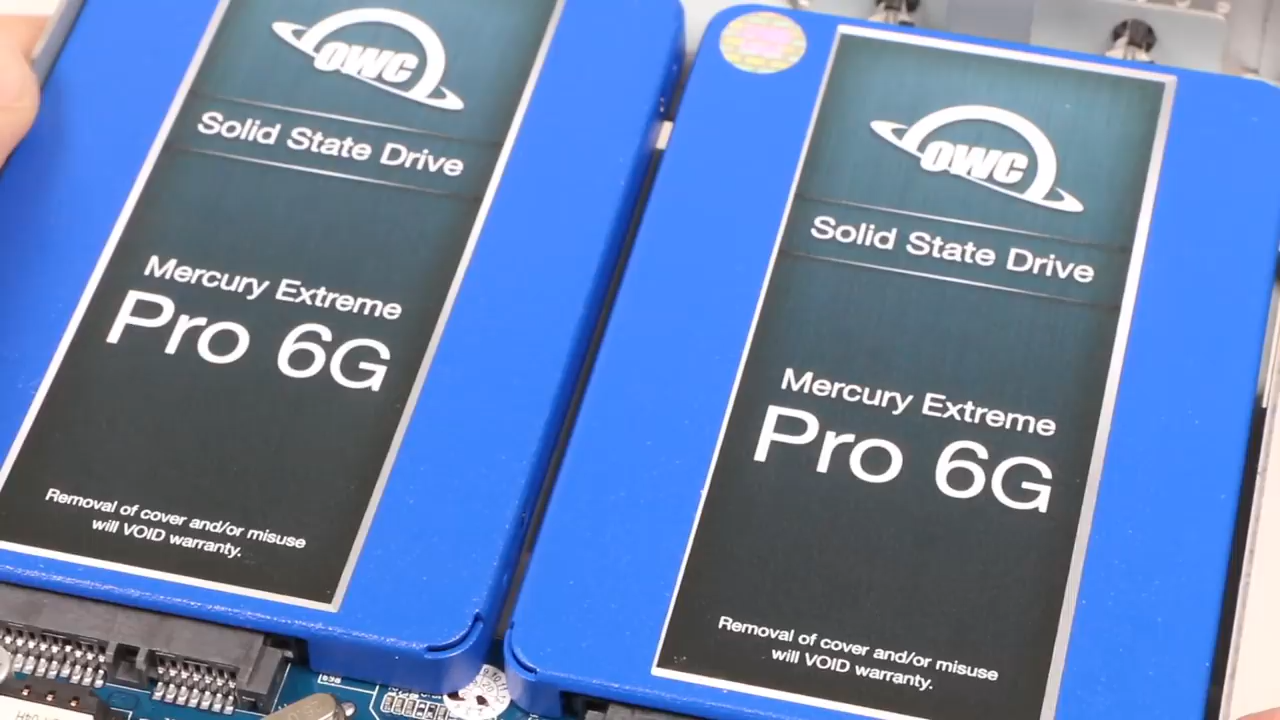 OWC
Solid State Drive
Mercury Extreme
Pro 6G
Removal of cover and/or misuse
will VOID warranty.
OWC
Solid State Drive
Mercury Extreme
Pro 6G
Removal of cover and/or misuse
will VOID warranty.